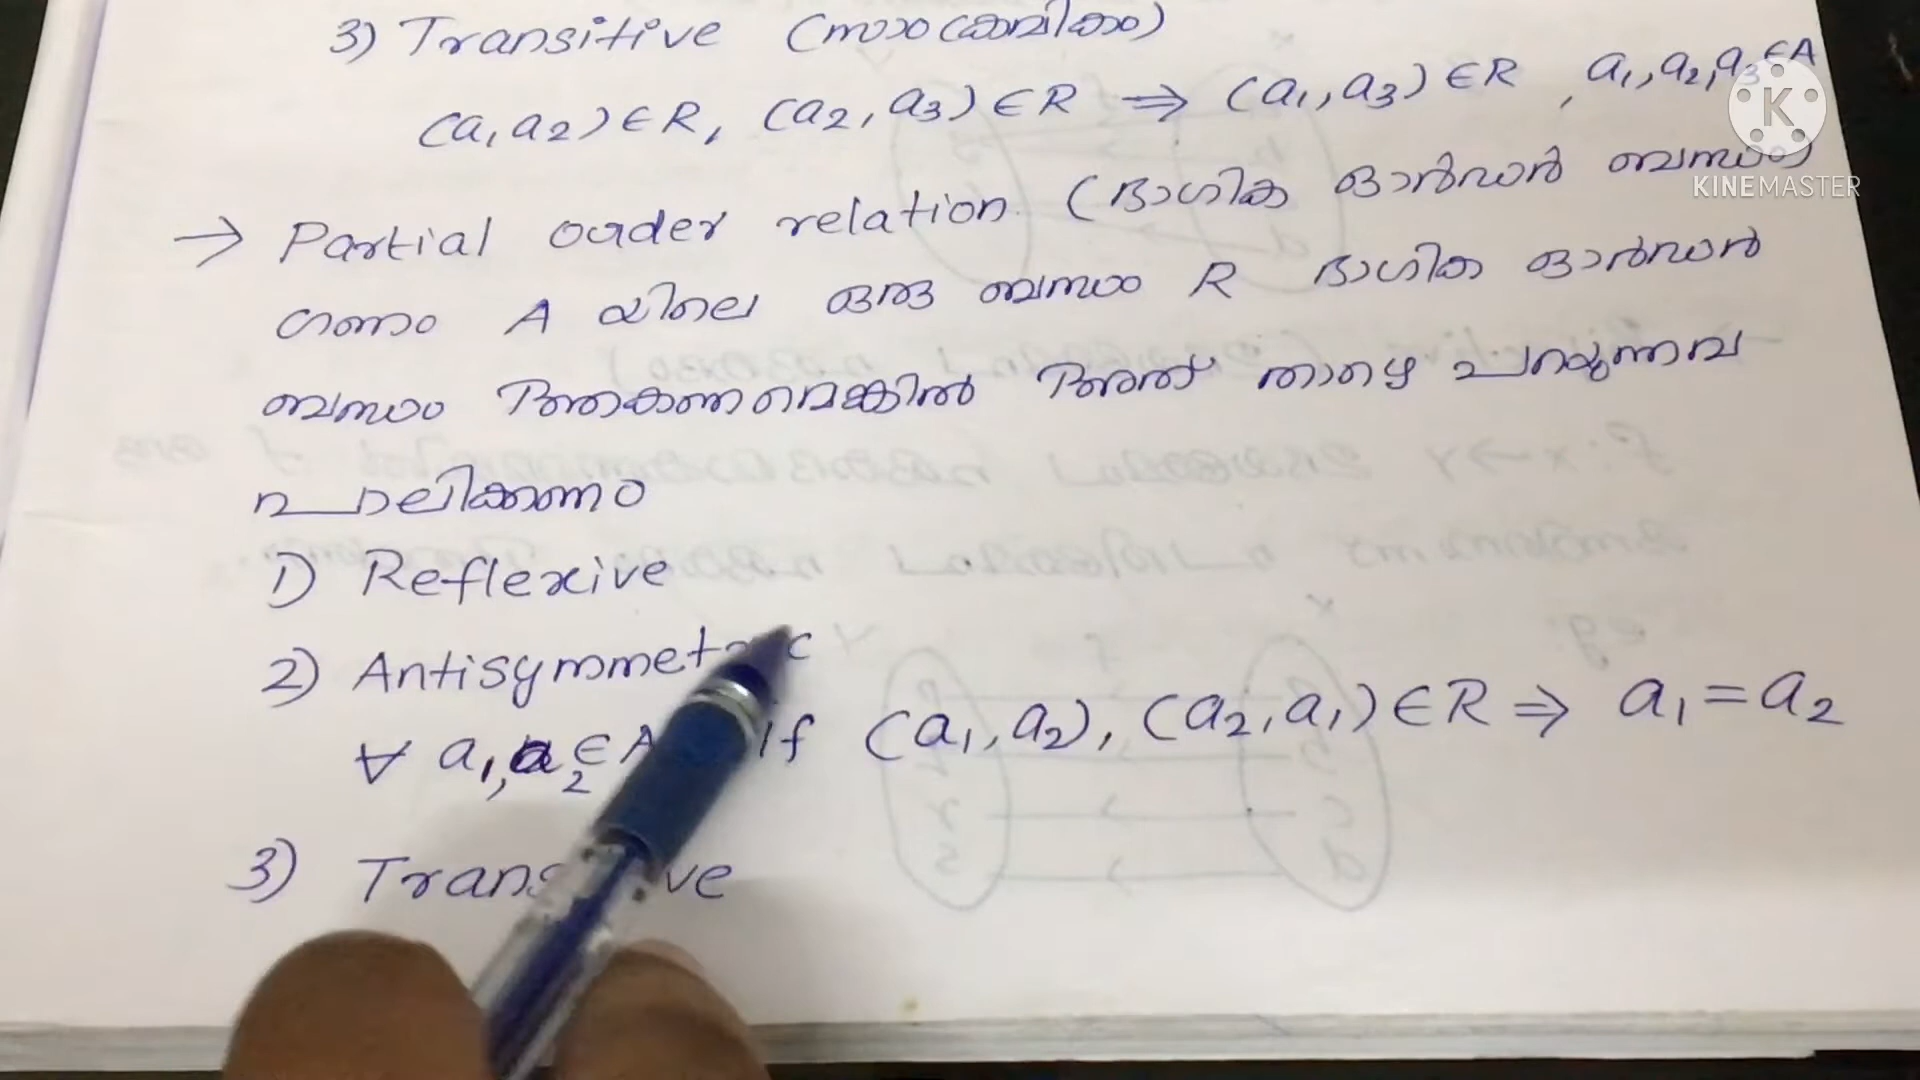 3) Transitive (സാംക്രമികം)
(a₁ a₂) ∈ R, (a₂, a₃) ∈ R ⇒ (a₁, a₃) ∈ R , a₁, a₂, a₃ ∈ A
→ Partial order relation (ഭാഗിക ഓർഡർ ബന്ധം)
ഗണം A യിലെ ഒരു ബന്ധം R ഭാഗിക ഓർഡർ
ബന്ധം ആകണമെങ്കിൽ അത് താഴെ പറയുന്നവ
പാലിക്കണം
1) Reflexive
2) Antisymmetric
∀ a₁, a₂ ∈ A if (a₁, a₂), (a₂, a₁) ∈ R ⇒ a₁ = a₂
3) Transitive
KINEMASTER